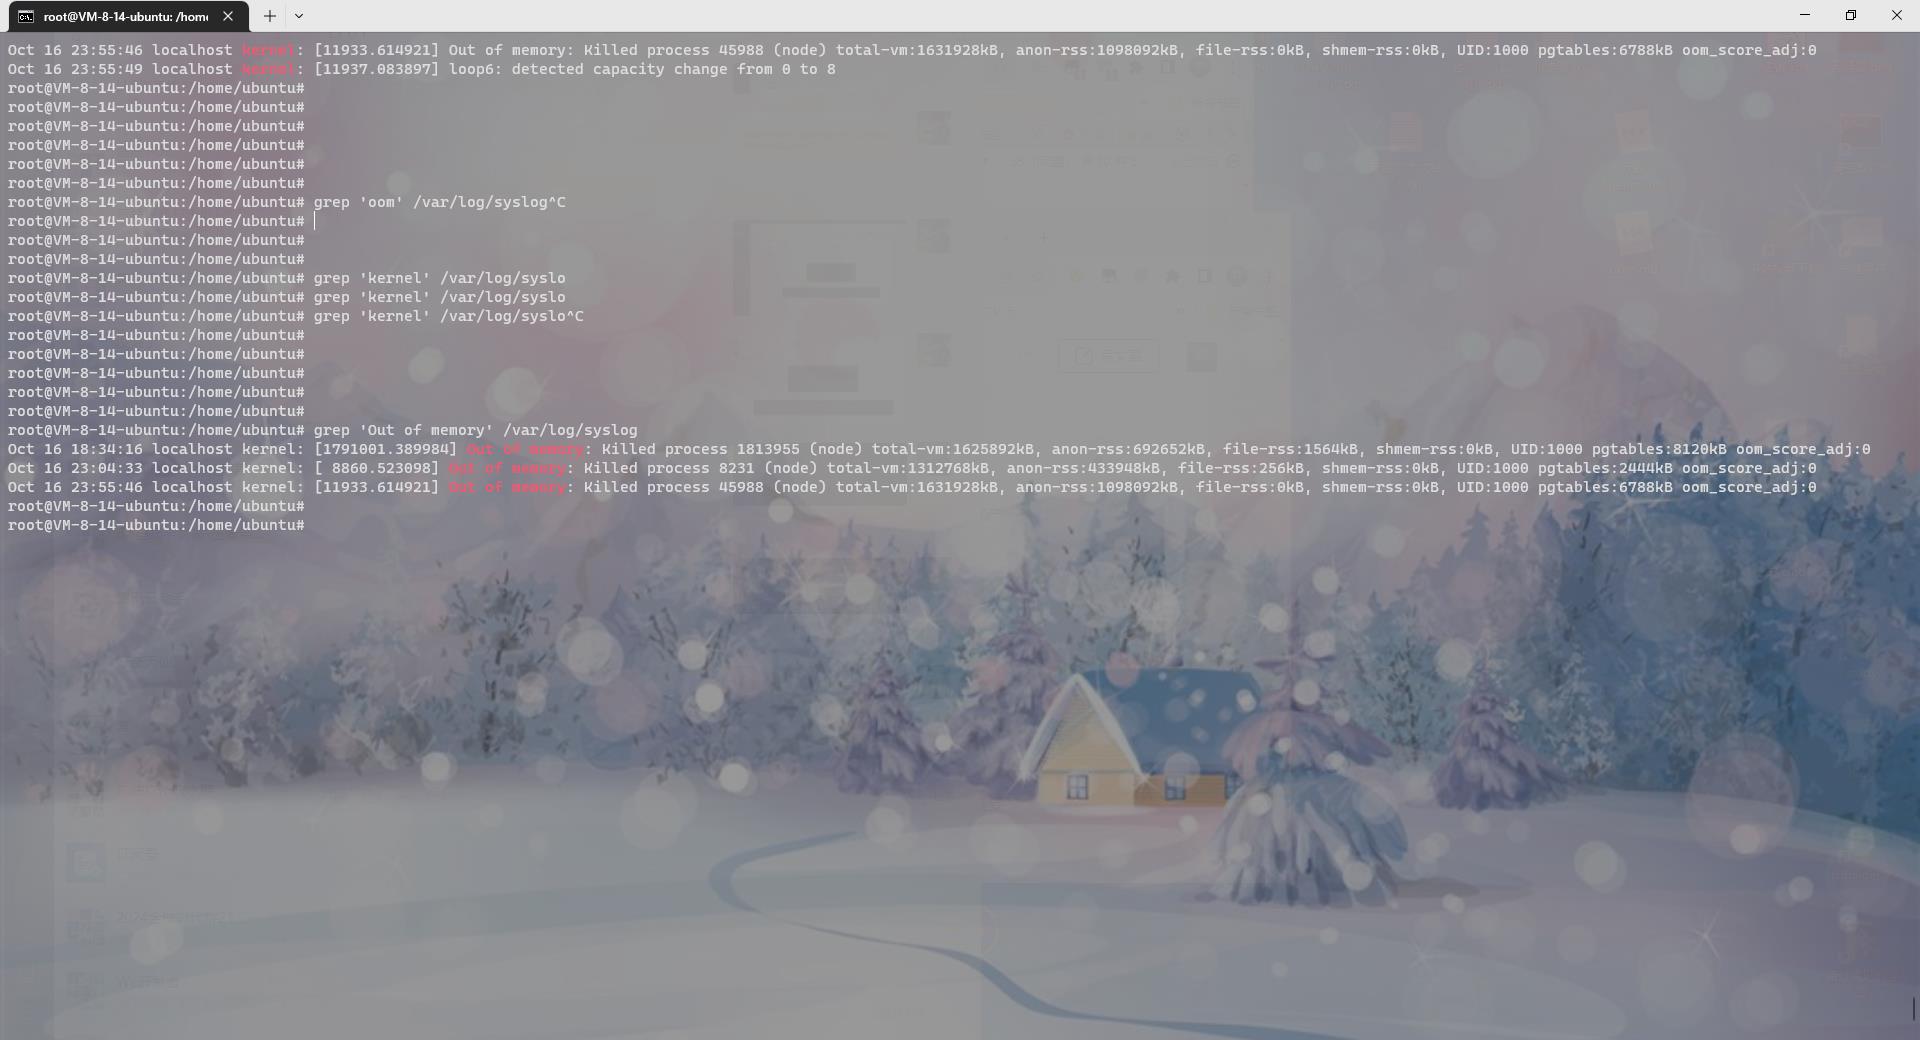 root@VM-8-14-ubuntu: /hom
Oct 16 23:55:46 localhost kernel: [11933.614921] Out of memory: Killed process 45988 (node) total-vm:1631928kB, anon-rss:1098092kB, file-rss:0kB, shmem-rss:0kB, UID:1000 pgtables:6788kB oom_score_adj:0
Oct 16 23:55:49 localhost kernel: [11937.083897] loop6: detected capacity change from 0 to 8
root@VM-8-14-ubuntu:/home/ubuntu#
root@VM-8-14-ubuntu:/home/ubuntu#
root@VM-8-14-ubuntu:/home/ubuntu#
root@VM-8-14-ubuntu:/home/ubuntu#
root@VM-8-14-ubuntu:/home/ubuntu#
root@VM-8-14-ubuntu:/home/ubuntu#
root@VM-8-14-ubuntu:/home/ubuntu# grep 'oom' /var/log/syslog^C
root@VM-8-14-ubuntu:/home/ubuntu#
root@VM-8-14-ubuntu:/home/ubuntu#
root@VM-8-14-ubuntu:/home/ubuntu#
root@VM-8-14-ubuntu:/home/ubuntu# grep 'kernel' /var/log/syslo
root@VM-8-14-ubuntu:/home/ubuntu# grep 'kernel' /var/log/syslo
root@VM-8-14-ubuntu:/home/ubuntu# grep 'kernel' /var/log/syslo^C
root@VM-8-14-ubuntu:/home/ubuntu#
root@VM-8-14-ubuntu:/home/ubuntu#
root@VM-8-14-ubuntu:/home/ubuntu#
root@VM-8-14-ubuntu:/home/ubuntu#
root@VM-8-14-ubuntu:/home/ubuntu#
root@VM-8-14-ubuntu:/home/ubuntu# grep 'Out of memory' /var/log/syslog
Oct 16 18:34:16 localhost kernel: [1791001.389984] Out of memory: Killed process 1813955 (node) total-vm:1625892kB, anon-rss:692652kB, file-rss:1564kB, shmem-rss:0kB, UID:1000 pgtables:8120kB oom_score_adj:0
Oct 16 23:04:33 localhost kernel: [ 8860.523098] Out of memory: Killed process 8231 (node) total-vm:1312768kB, anon-rss:433948kB, file-rss:256kB, shmem-rss:0kB, UID:1000 pgtables:2444kB oom_score_adj:0
Oct 16 23:55:46 localhost kernel: [11933.614921] Out of memory: Killed process 45988 (node) total-vm:1631928kB, anon-rss:1098092kB, file-rss:0kB, shmem-rss:0kB, UID:1000 pgtables:6788kB oom_score_adj:0
root@VM-8-14-ubuntu:/home/ubuntu#
root@VM-8-14-ubuntu:/home/ubuntu#